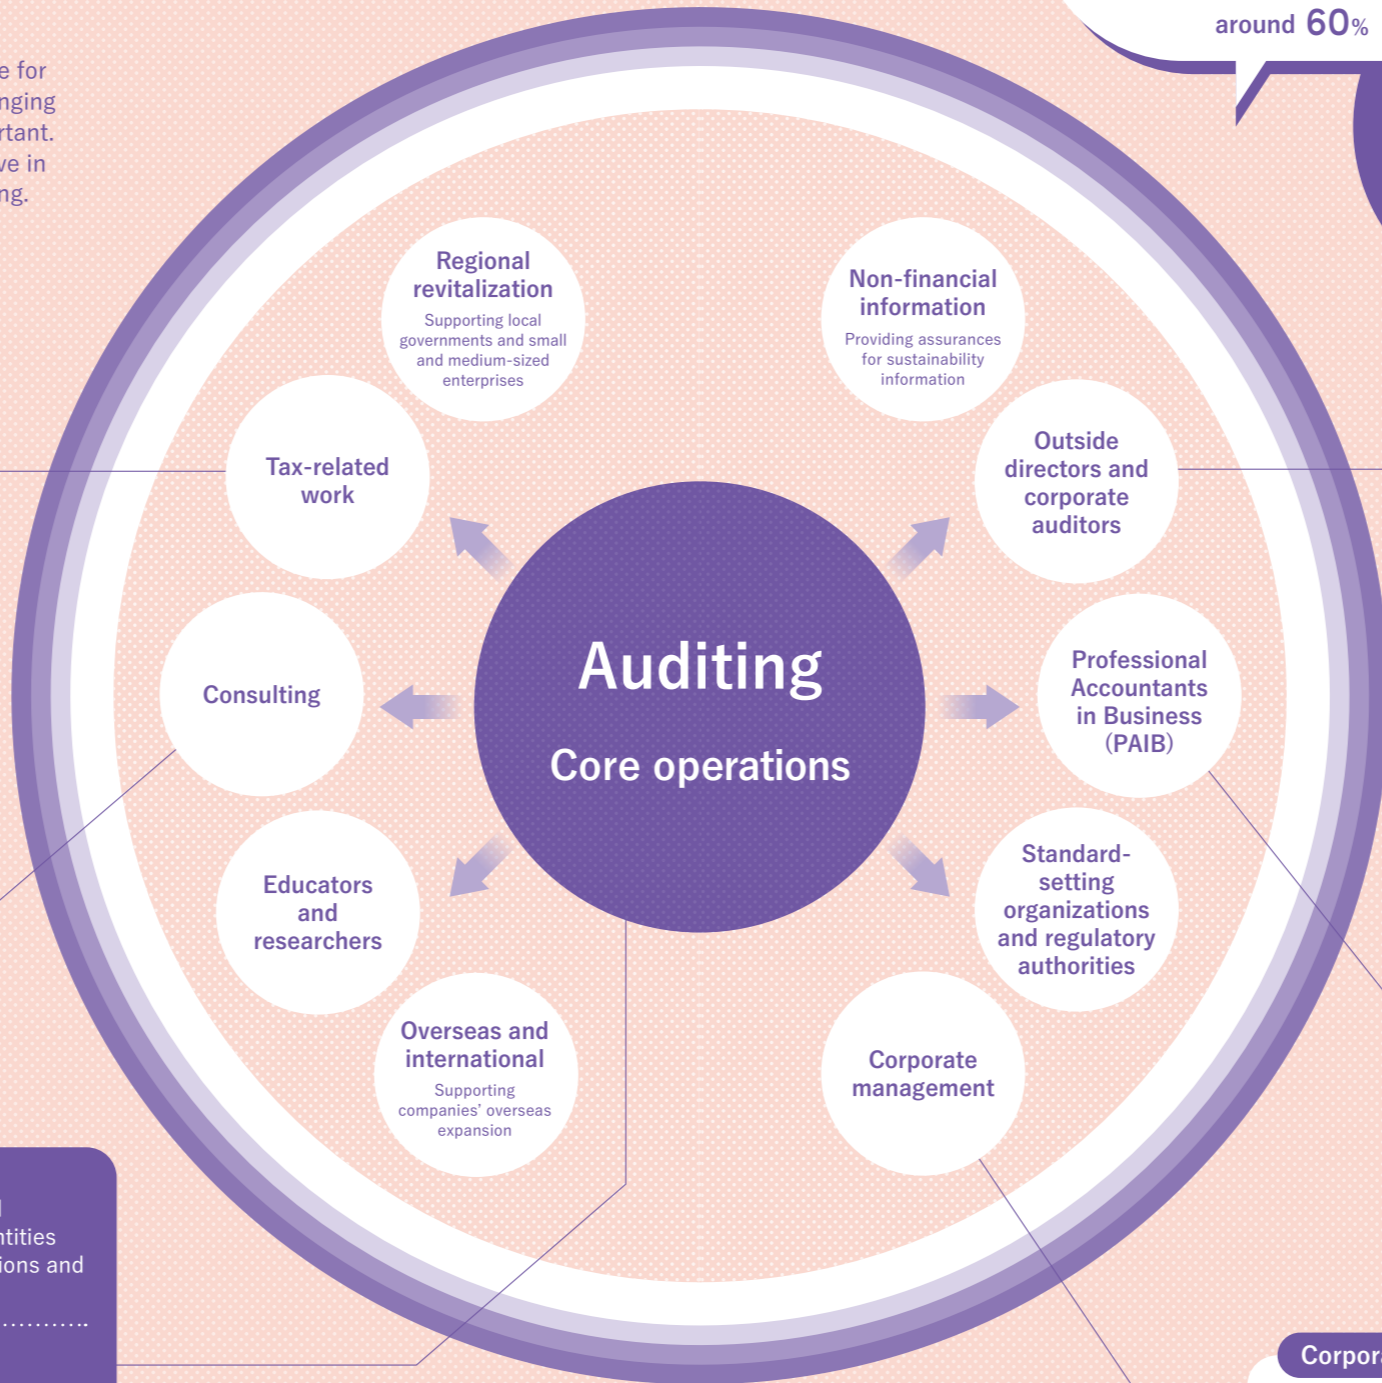 around 60%
e for
nging
rtant.
ve in
ng.
Regional
revitalization
Supporting local
governments and small
and medium-sized
enterprises
Non-financial
information
Providing assurances
for sustainability
information
Tax-related
work
Outside
directors and
corporate
auditors
Auditing
Core operations
Consulting
Professional
Accountants
in Business
(PAIB)
Educators
and
researchers
Standard-
setting
organizations
and regulatory
authorities
Overseas and
international
Supporting
companies’ overseas
expansion
Corporate
management
ntities
ions and
Corpora